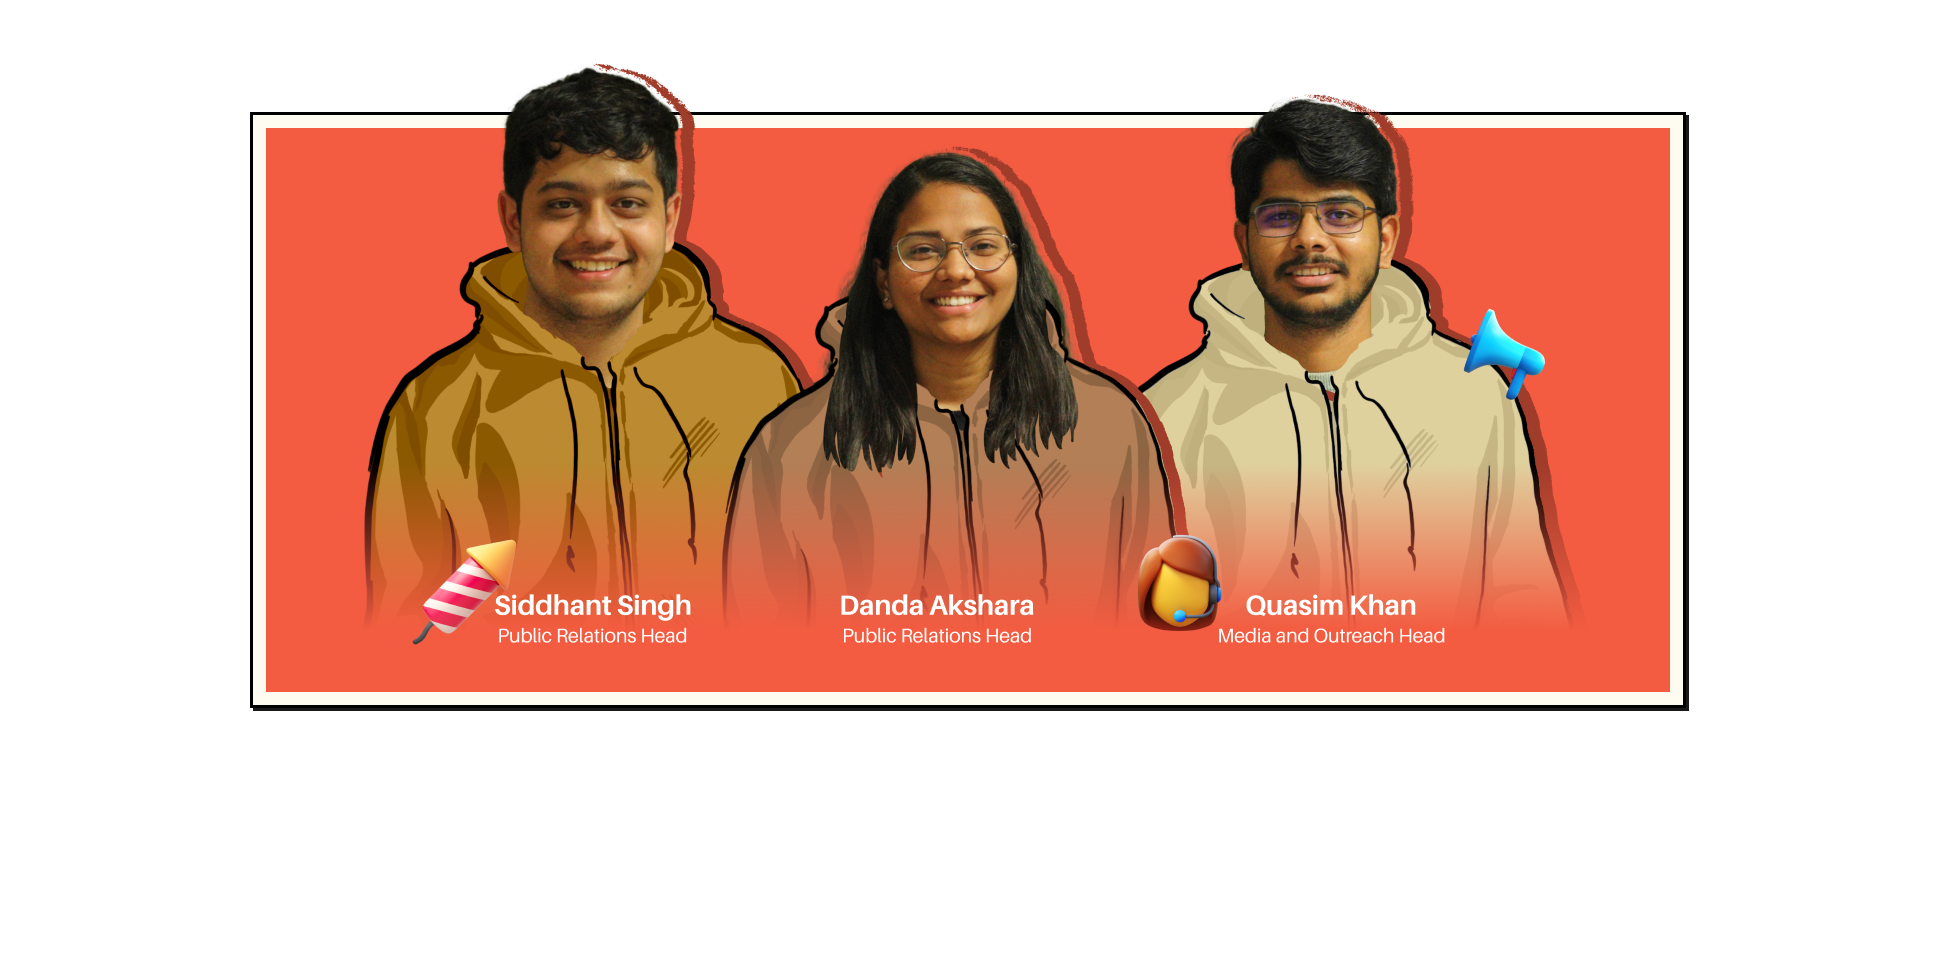 Siddhant Singh
Public Relations Head
Danda Akshara
Public Relations Head
Quasim Khan
Media and Outreach Head